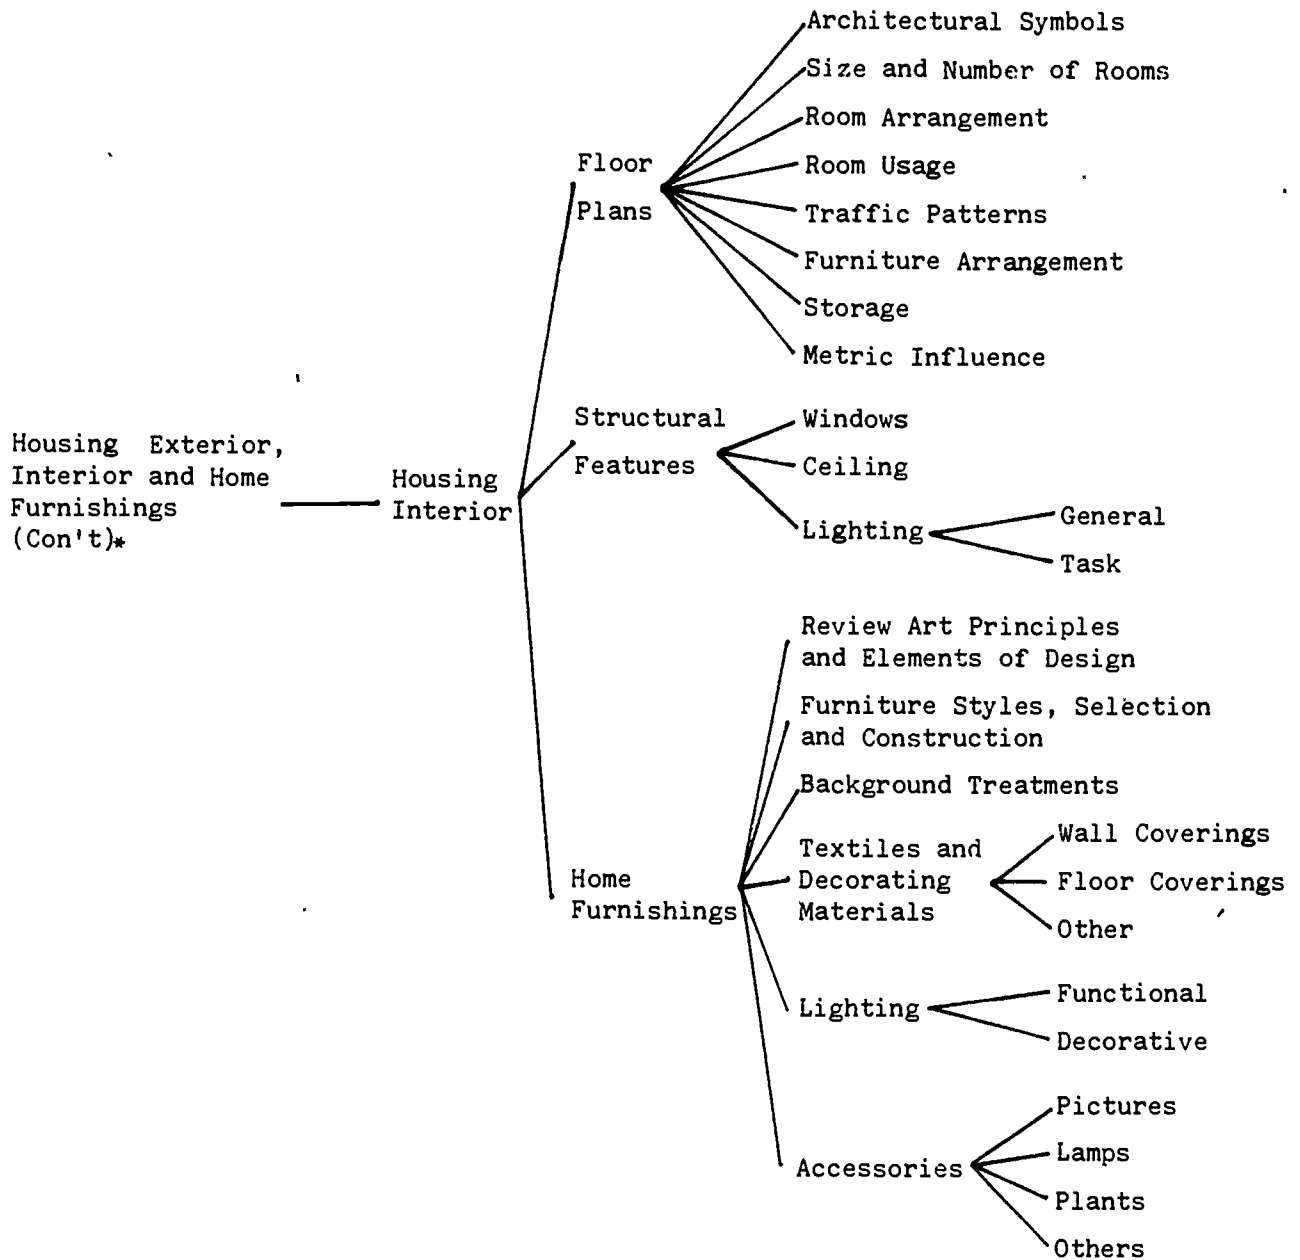 Architectural Symbols
Size and Number of Rooms
Room Arrangement
Floor
Plans
Room Usage
Traffic Patterns
Furniture Arrangement
Storage
Metric Influence
Housing Exterior,
Interior and Home
Furnishings
(Con't)*
Housing
Interior
Structural
Features
Windows
Ceiling
Lighting
General
Task
Review Art Principles
and Elements of Design
Furniture Styles, Selection
and Construction
Background Treatments
Home
Furnishings
Textiles and
Decorating
Materials
Wall Coverings
Floor Coverings
Other
Lighting
Functional
Decorative
Accessories
Pictures
Lamps
Plants
Others